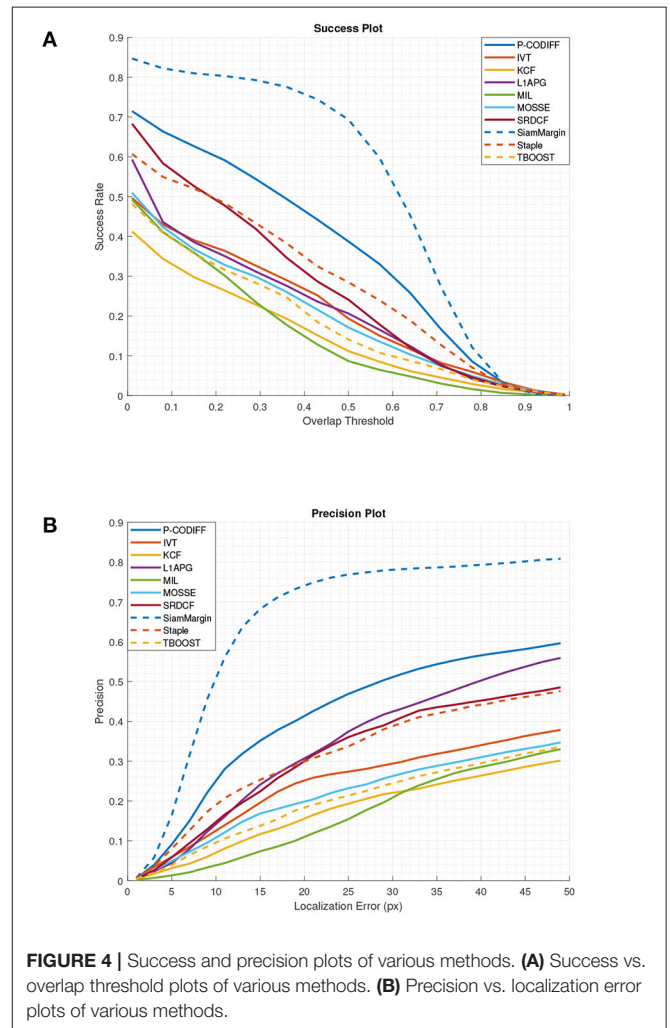 A
Success Plot
0.9
0.8
0.7
0.6
0.5
0.4
0.3
0.2
0.1
0
Success Rate
P-CODIFF
IVT
KCF
L1APG
MIL
MOSSE
SRDCF
SiamMargin
Staple
TBOOST
0 0.1 0.2 0.3 0.4 0.5 0.6 0.7 0.8 0.9 1
Overlap Threshold
B
Precision Plot
0.9
0.8
0.7
0.6
0.5
0.4
0.3
0.2
0.1
0
Precision
P-CODIFF
IVT
KCF
L1APG
MIL
MOSSE
SRDCF
SiamMargin
Staple
TBOOST
0 5 10 15 20 25 30 35 40 45 50
Localization Error (px)
FIGURE 4 | Success and precision plots of various methods. (A) Success vs.
overlap threshold plots of various methods. (B) Precision vs. localization error
plots of various methods.